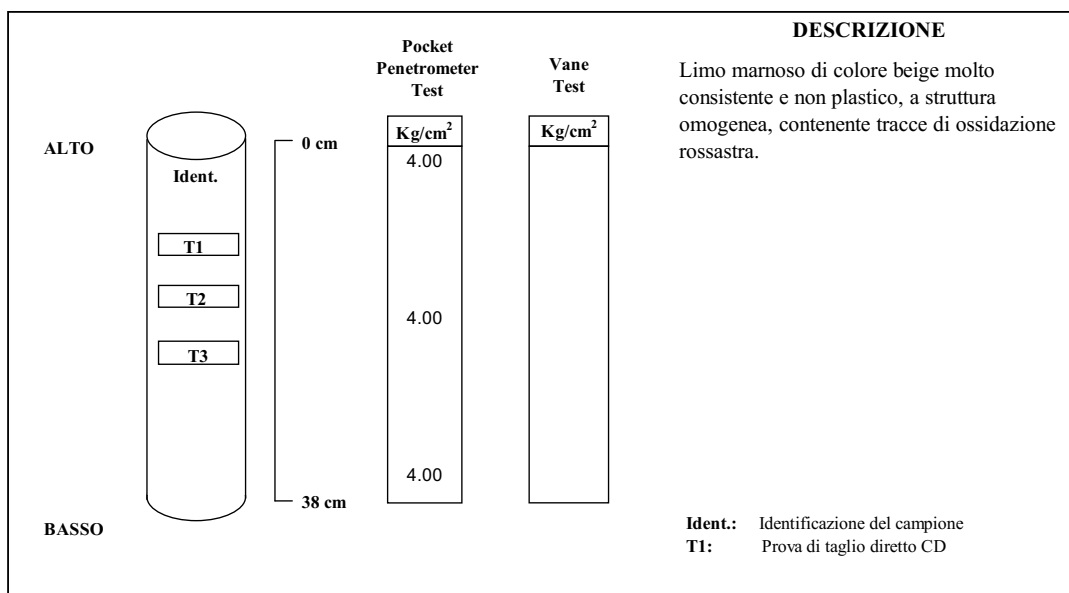 DESCRIZIONE
Pocket
Penetrometer
Test
Vane
Test
Limo marnoso di colore beige molto
consistente e non plastico, a struttura
omogenea, contenente tracce di ossidazione
rossastra.
Kg/cm²
Kg/cm²
ALTO
0 cm
4.00
Ident.
T1
T2
4.00
T3
4.00
38 cm
BASSO
Ident.: Identificazione del campione
T1: Prova di taglio diretto CD